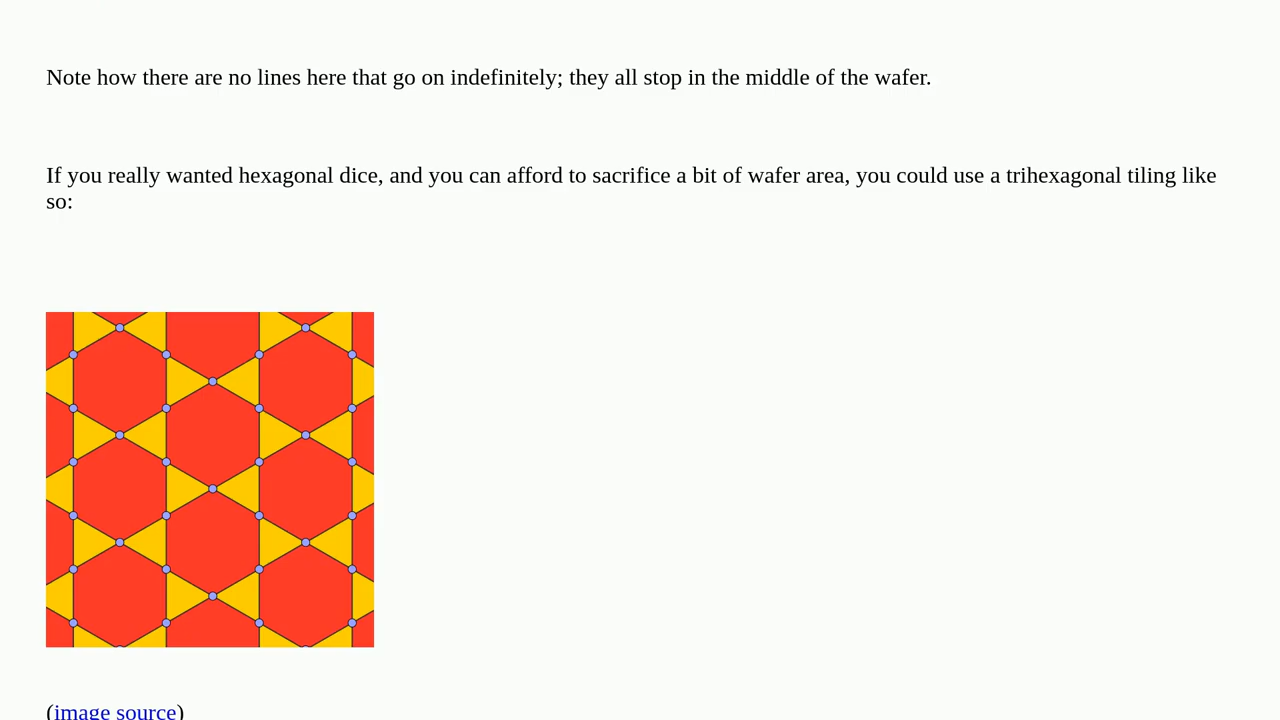 Note how there are no lines here that go on indefinitely; they all stop in the middle of the wafer.
If you really wanted hexagonal dice, and you can afford to sacrifice a bit of wafer area, you could use a trihexagonal tiling like
so:
(image source)